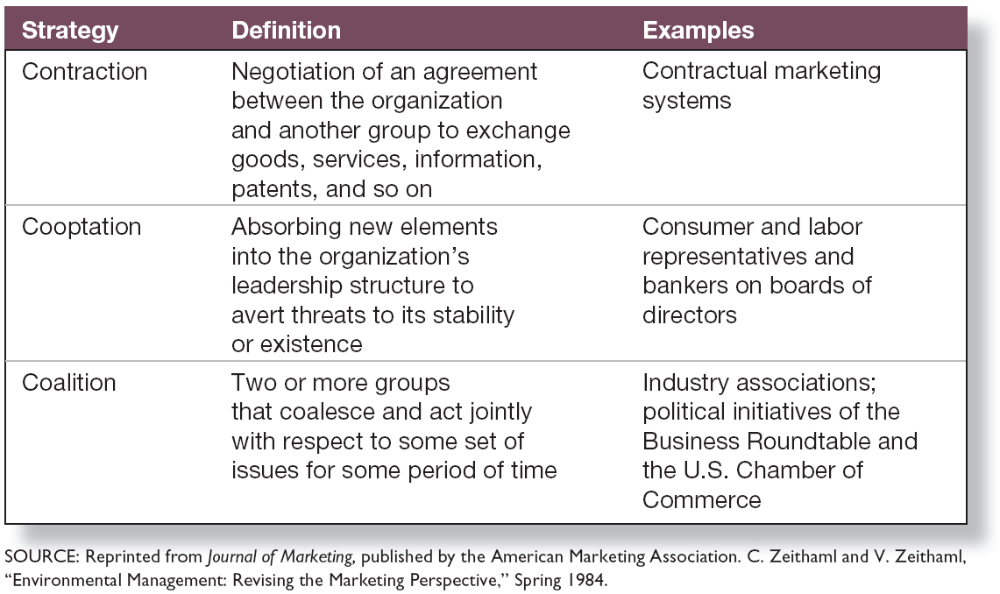 Strategy Definition Examples
Contraction Negotiation of an agreement Contractual marketing
between the organization systems
and another group to exchange
goods, services, information,
patents, and so on
Cooptation Absorbing new elements Consumer and labor
into the organization’s representatives and
leadership structure to bankers on boards of
avert threats to its stability directors
or existence
Coalition Two or more groups Industry associations;
that coalesce and act jointly political initiatives of the
with respect to some set of Business Roundtable and
issues for some period of time the U.S. Chamber of
Commerce
SOURCE: Reprinted from Journal of Marketing, published by the American Marketing Association. C. Zeithaml and V. Zeithaml,
“Environmental Management: Revising the Marketing Perspective,” Spring 1984.